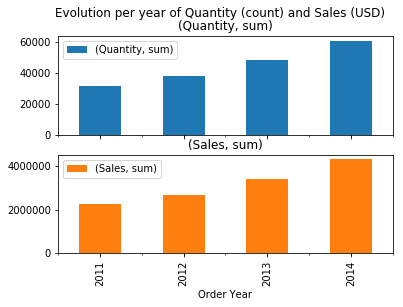 Evolution per year of Quantity (count) and Sales (USD)
(Quantity, sum)
60000
(Quantity, sum)
40000
20000
0
(Sales, sum)
4000000
(Sales, sum)
2000000
0
2011
2012
2013
2014
Order Year